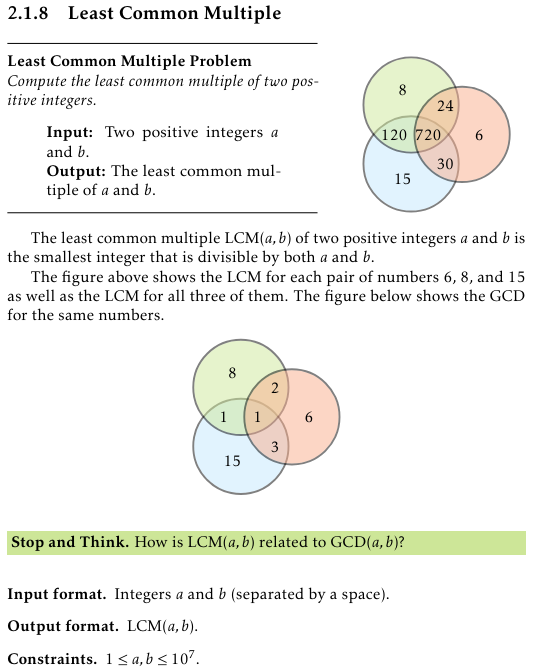 2.1.8 Least Common Multiple
Least Common Multiple Problem
Compute the least common multiple of two pos-
itive integers.
Input: Two positive integers a
and b.
Output: The least common mul-
tiple of a and b.
8
24
120 720 6
30
15
The least common multiple LCM(a,b) of two positive integers a and b is
the smallest integer that is divisible by both a and b.
The figure above shows the LCM for each pair of numbers 6, 8, and 15
as well as the LCM for all three of them. The figure below shows the GCD
for the same numbers.
8
2
1 1 6
3
15
Stop and Think. How is LCM(a,b) related to GCD(a,b)?
Input format. Integers a and b (separated by a space).
Output format. LCM(a,b).
Constraints. 1 ≤ a,b ≤ 10⁷.